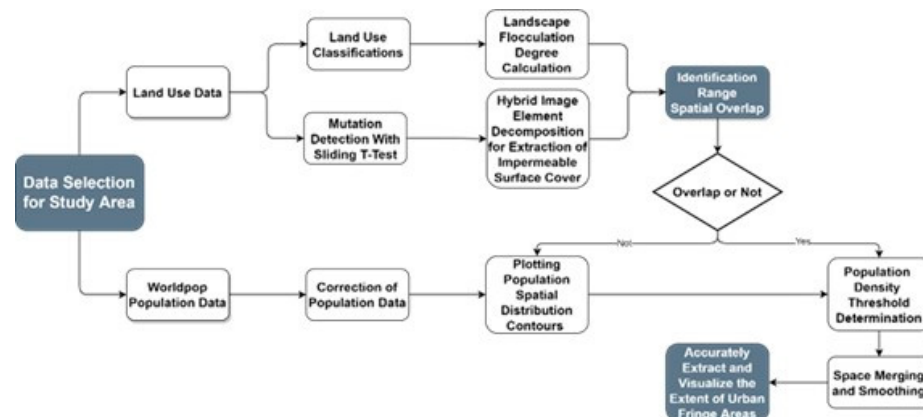 Data Selection
for Study Area
Land Use Data
Land Use
Classifications
Landscape
Flocculation
Degree
Calculation
Mutation
Detection With
Sliding T-Test
Hybrid Image
Element
Decomposition
for Extraction of
Impermeable
Surface Cover
Identification
Range
Spatial Overlap
Overlap or Not
Not
Yes
Worldpop
Population Data
Correction of
Population Data
Plotting
Population
Spatial
Distribution
Contours
Population
Density
Threshold
Determination
Space Merging
and Smoothing
Accurately
Extract and
Visualize the
Extent of Urban
Fringe Areas